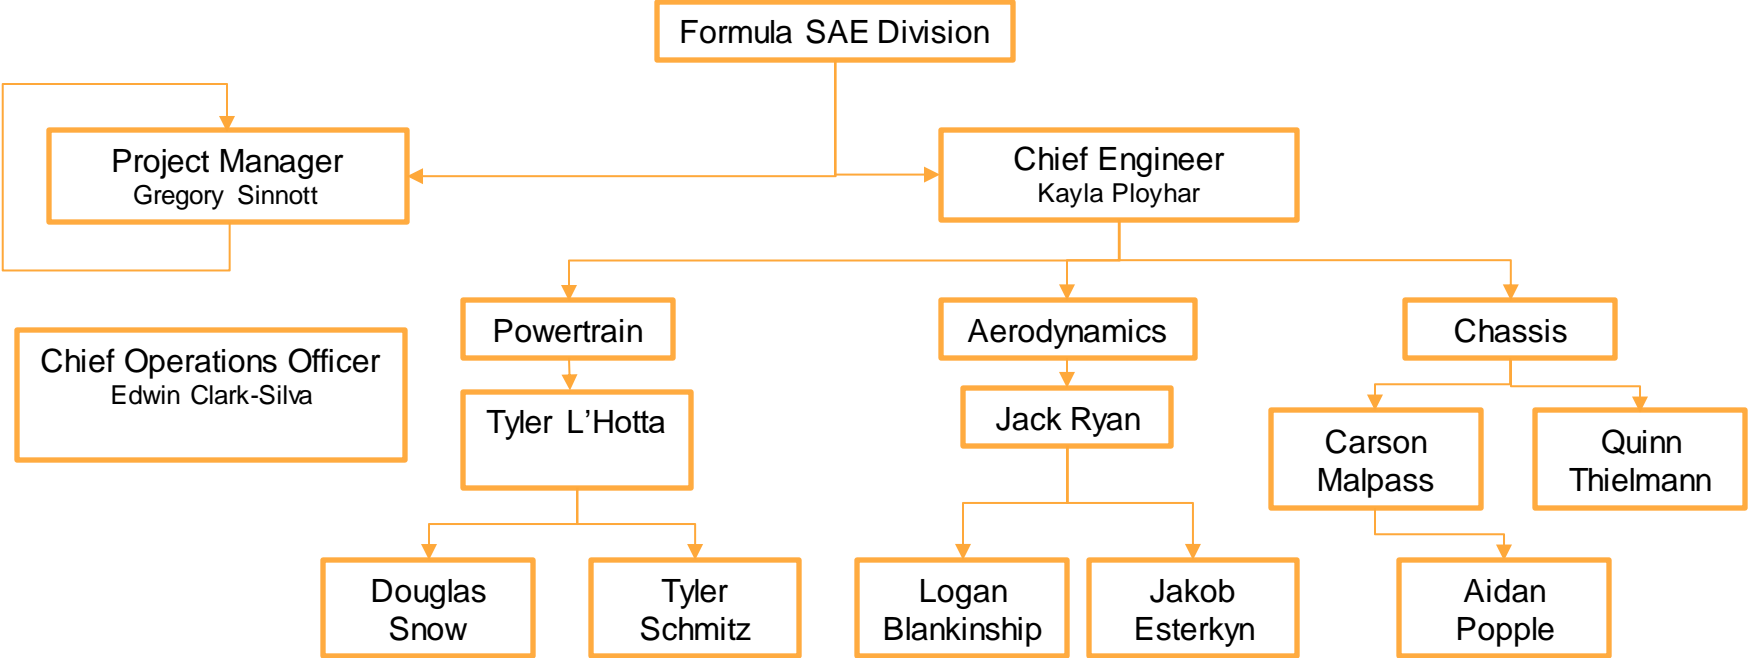 Formula SAE Division
Project Manager
Gregory Sinnott
Chief Engineer
Kayla Ployhar
Powertrain
Aerodynamics
Chassis
Chief Operations Officer
Edwin Clark-Silva
Tyler L’Hotta
Jack Ryan
Carson
Malpass
Quinn
Thielmann
Douglas
Snow
Tyler
Schmitz
Logan
Blankinship
Jakob
Esterkyn
Aidan
Popple